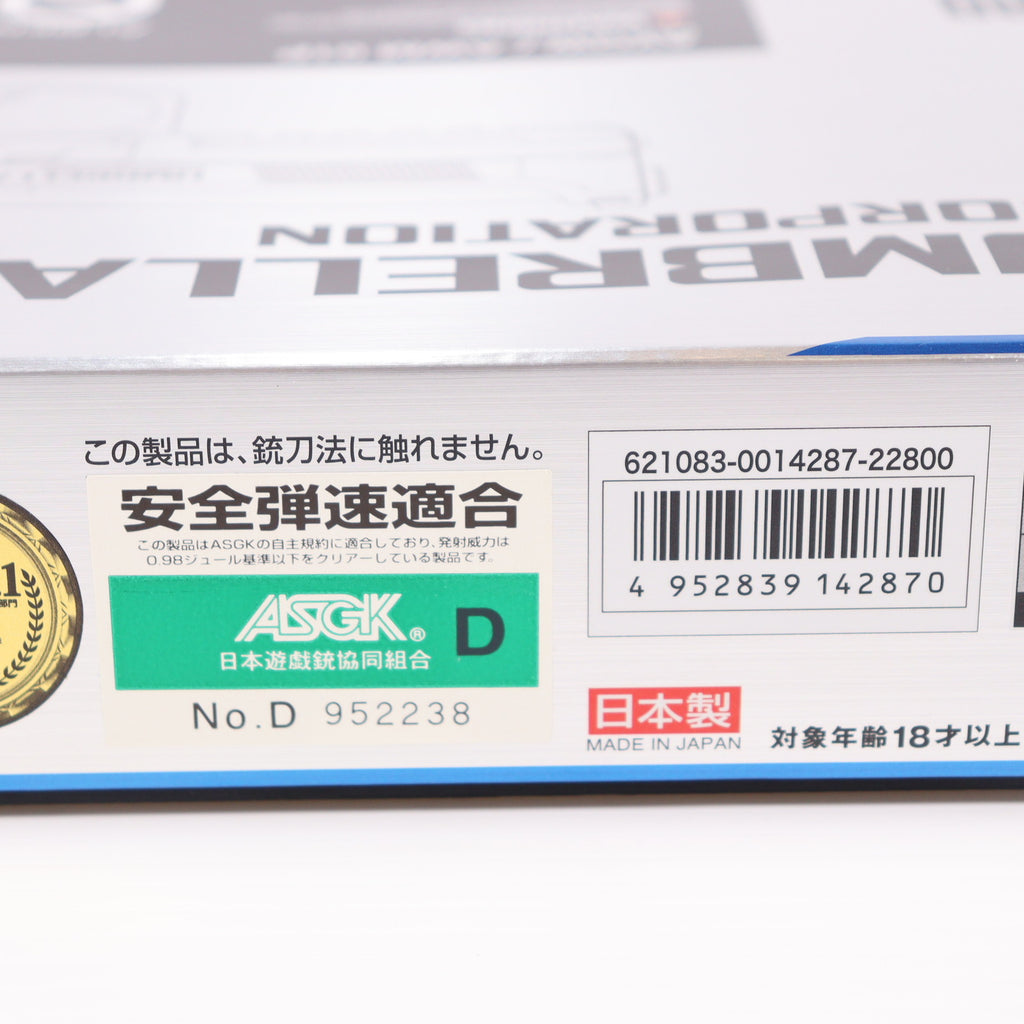 UMBRELLA
CORPORATION
この製品は、銃刀法に触れません。
安全弾速適合
この製品はASGKの自主規約に適合しており、発射威力は
0.98ジュール基準以下をクリアーしている製品です。
ASGK®
日本遊戯銃協同組合
D
No.D 952238
621083-0014287-22800
4 952839 142870
日本製
MADE IN JAPAN
対象年齢18才以上